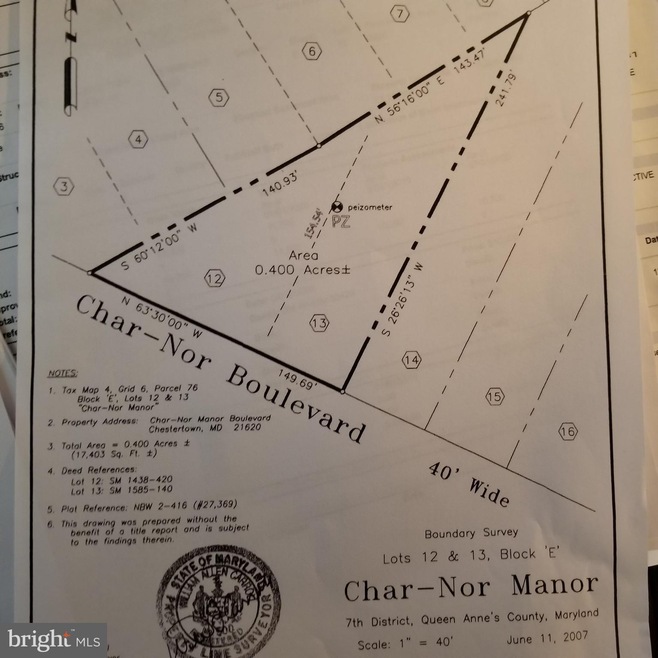 7
6
5
4
3
N 56°16'00" E 143.47'
241.79'
140.93'
S 60°12'00" W
peizometer
PZ
154.54'
Area
0.400 Acres±
12
13
S 26°26'13" W
N 63°30'00" W
149.69'
14
15
16
Char-Nor Boulevard
40' Wide
NOTES:
1. Tax Map 4, Grid 6, Parcel 76
Block 'E', Lots 12 & 13
"Char-Nor Manor"
2. Property Address: Char-Nor Manor Boulevard
Chestertown, MD 21620
3. Total Area = 0.400 Acres ±
(17,403 Sq. Ft. ±)
4. Deed References:
Lot 12: SM 1438-420
Lot 13: SM 1585-140
5. Plat Reference: NBW 2-416 (#27,369)
6. This drawing was prepared without the
benefit of a title report and is subject
to the findings therein.
STATE OF MARYLAND
Boundary Survey
Lots 12 & 13, Block 'E'
Char-Nor Manor
7th District, Queen Anne's County, Maryland
Scale: 1" = 40' June 11, 2007
bright MLS